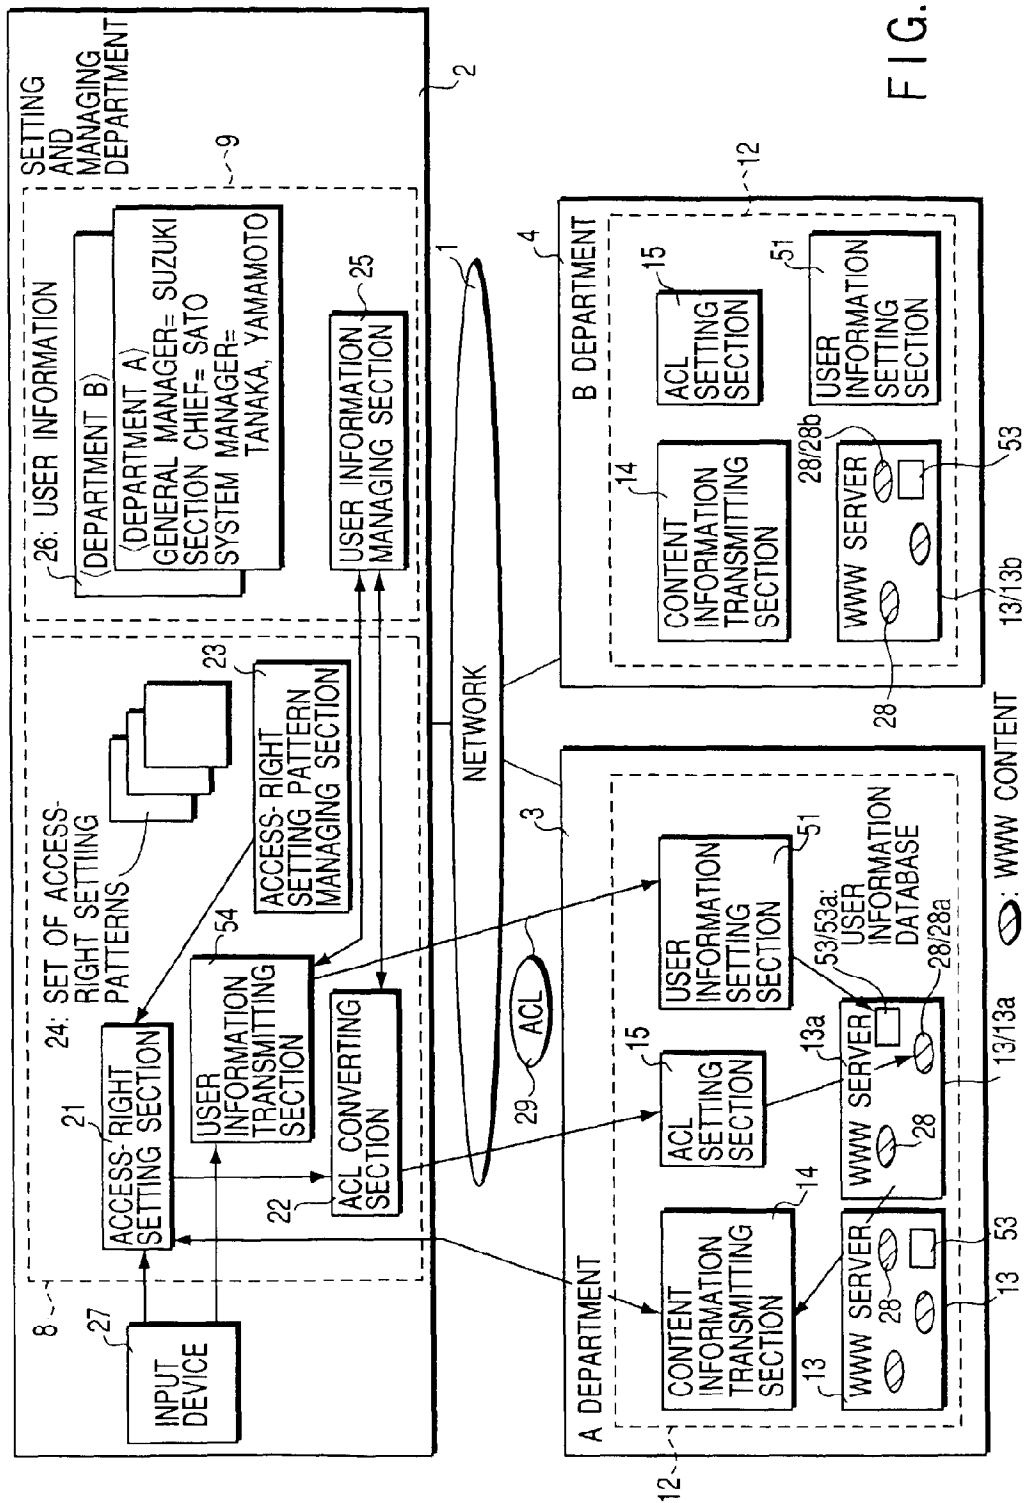 SETTING
AND
MANAGING
DEPARTMENT
2
8
27
INPUT
DEVICE
24: SET OF ACCESS-
RIGHT SETTIING
PATTERNS
21
ACCESS-RIGHT
SETTING SECTION
54
USER
INFORMATION
TRANSMITTING
SECTION
23
ACCESS-RIGHT
SETTING PATTERN
MANAGING SECTION
22
ACL CONVERTING
SECTION
9
26: USER INFORMATION
〈DEPARTMENT B〉
〈DEPARTMENT A〉
GENERAL MANAGER= SUZUKI
SECTION CHIEF= SATO
SYSTEM MANAGER=
TANAKA, YAMAMOTO
25
USER INFORMATION
MANAGING SECTION
1
NETWORK
29
ACL
3
A DEPARTMENT
12
14
CONTENT
INFORMATION
TRANSMITTING
SECTION
15
ACL
SETTING
SECTION
51
USER
INFORMATION
SETTING
SECTION
13
WWW SERVER
28
53
13
13a
WWW SERVER
28
53/53a:
USER
INFORMATION
DATABASE
28/28a
13/13a
4
B DEPARTMENT
12
14
CONTENT
INFORMATION
TRANSMITTING
SECTION
15
ACL
SETTING
SECTION
51
USER
INFORMATION
SETTING
SECTION
28/28b
WWW SERVER
28
53
13/13b
: WWW CONTENT
FIG.